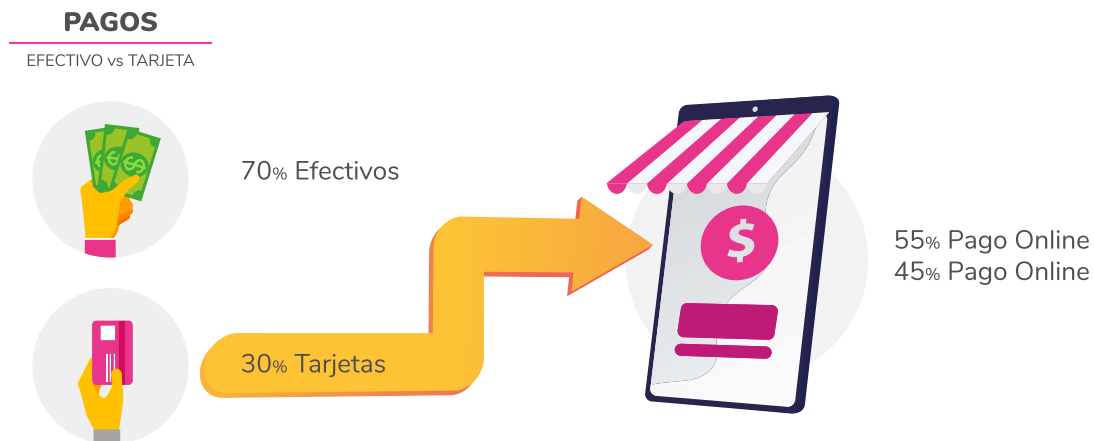 PAGOS
EFECTIVO vs TARJETA
70% Efectivos
30% Tarjetas
$
55% Pago Online
45% Pago Online